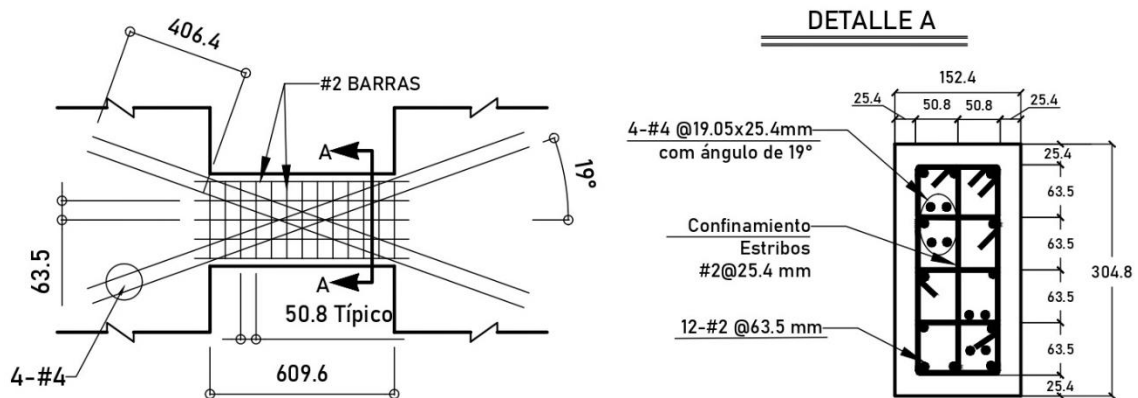 406.4
#2 BARRAS
A
19°
63.5
A
50.8 Típico
4-#4
609.6
DETALLE A
152.4
25.4
50.8
50.8
25.4
4-#4 @19.05x25.4mm
com ángulo de 19°
25.4
63.5
Confinamiento
Estribos
#2@25.4 mm
63.5
304.8
63.5
12-#2 @63.5 mm
63.5
25.4